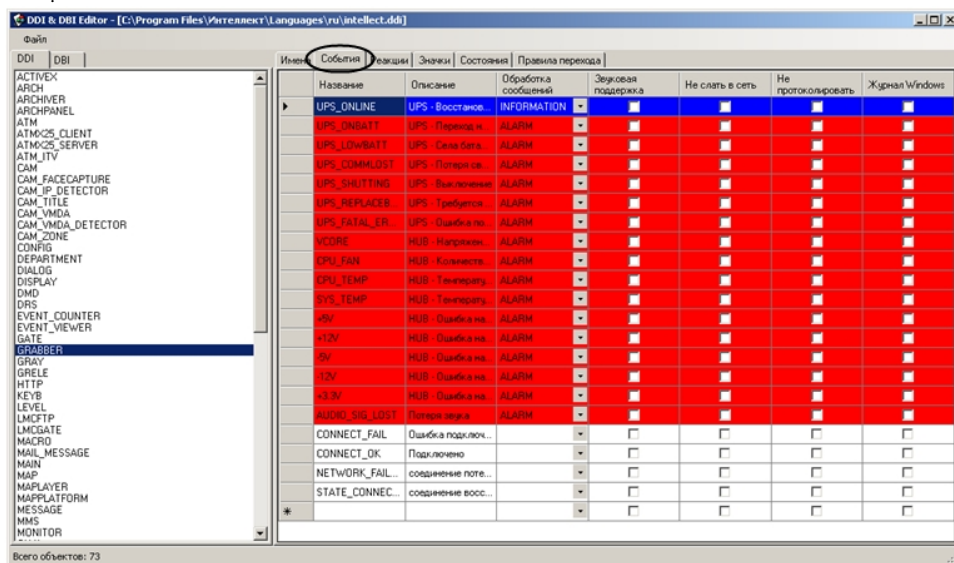 DDI & DBI Editor - [C:\Program Files\Интеллект\Languages\ru\intellect.ddi]
Файл
DDI DBI
ACTIVEX
ARCH
ARCHIVER
ARCHPANEL
ATM
ATMX25_CLIENT
ATMX25_SERVER
ATM_ITV
CAM
CAM_FACECAPTURE
CAM_IP_DETECTOR
CAM_TITLE
CAM_VMDA
CAM_VMDA_DETECTOR
CAM_ZONE
CONFIG
DEPARTMENT
DIALOG
DISPLAY
DMD
DRS
EVENT_COUNTER
EVENT_VIEWER
GATE
GRABBER
GRAY
GRELE
HTTP
KEYB
LEVEL
LMCFTP
LMCGATE
MACRO
MAIL_MESSAGE
MAIN
MAP
MAPLAYER
MAPPLATFORM
MESSAGE
MMS
MONITOR
Имена События Реакции Значки Состояния Правила перехода
Название Описание Обработка сообщений Звуковая поддержка Не слать в сеть Не протоколировать Журнал Windows
UPS_ONLINE UPS - Восстанов... INFORMATION
UPS_ONBATT UPS - Переход н... ALARM
UPS_LOWBATT UPS - Села бата... ALARM
UPS_COMMLOST UPS - Потеря св... ALARM
UPS_SHUTTING UPS - Выключение ALARM
UPS_REPLACEB... UPS - Требуется ... ALARM
UPS_FATAL_ER... UPS - Ошибка по... ALARM
VCORE HUB - Напряжен... ALARM
CPU_FAN HUB - Количеств... ALARM
CPU_TEMP HUB - Температу... ALARM
SYS_TEMP HUB - Температу... ALARM
+5V HUB - Ошибка на... ALARM
+12V HUB - Ошибка на... ALARM
-5V HUB - Ошибка на... ALARM
-12V HUB - Ошибка на... ALARM
+3.3V HUB - Ошибка на... ALARM
AUDIO_SIG_LOST Потеря звука ALARM
CONNECT_FAIL Ошибка подключ...
CONNECT_OK Подключено
NETWORK_FAIL... соединение поте...
STATE_CONNEC... соединение восс...
Всего объектов: 73